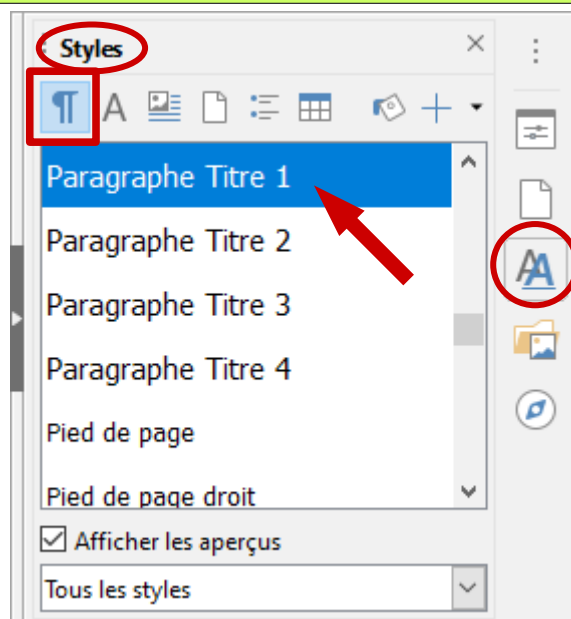 Styles
Paragraphe Titre 1
Paragraphe Titre 2
Paragraphe Titre 3
Paragraphe Titre 4
Pied de page
Pied de page droit
Afficher les aperçus
Tous les styles